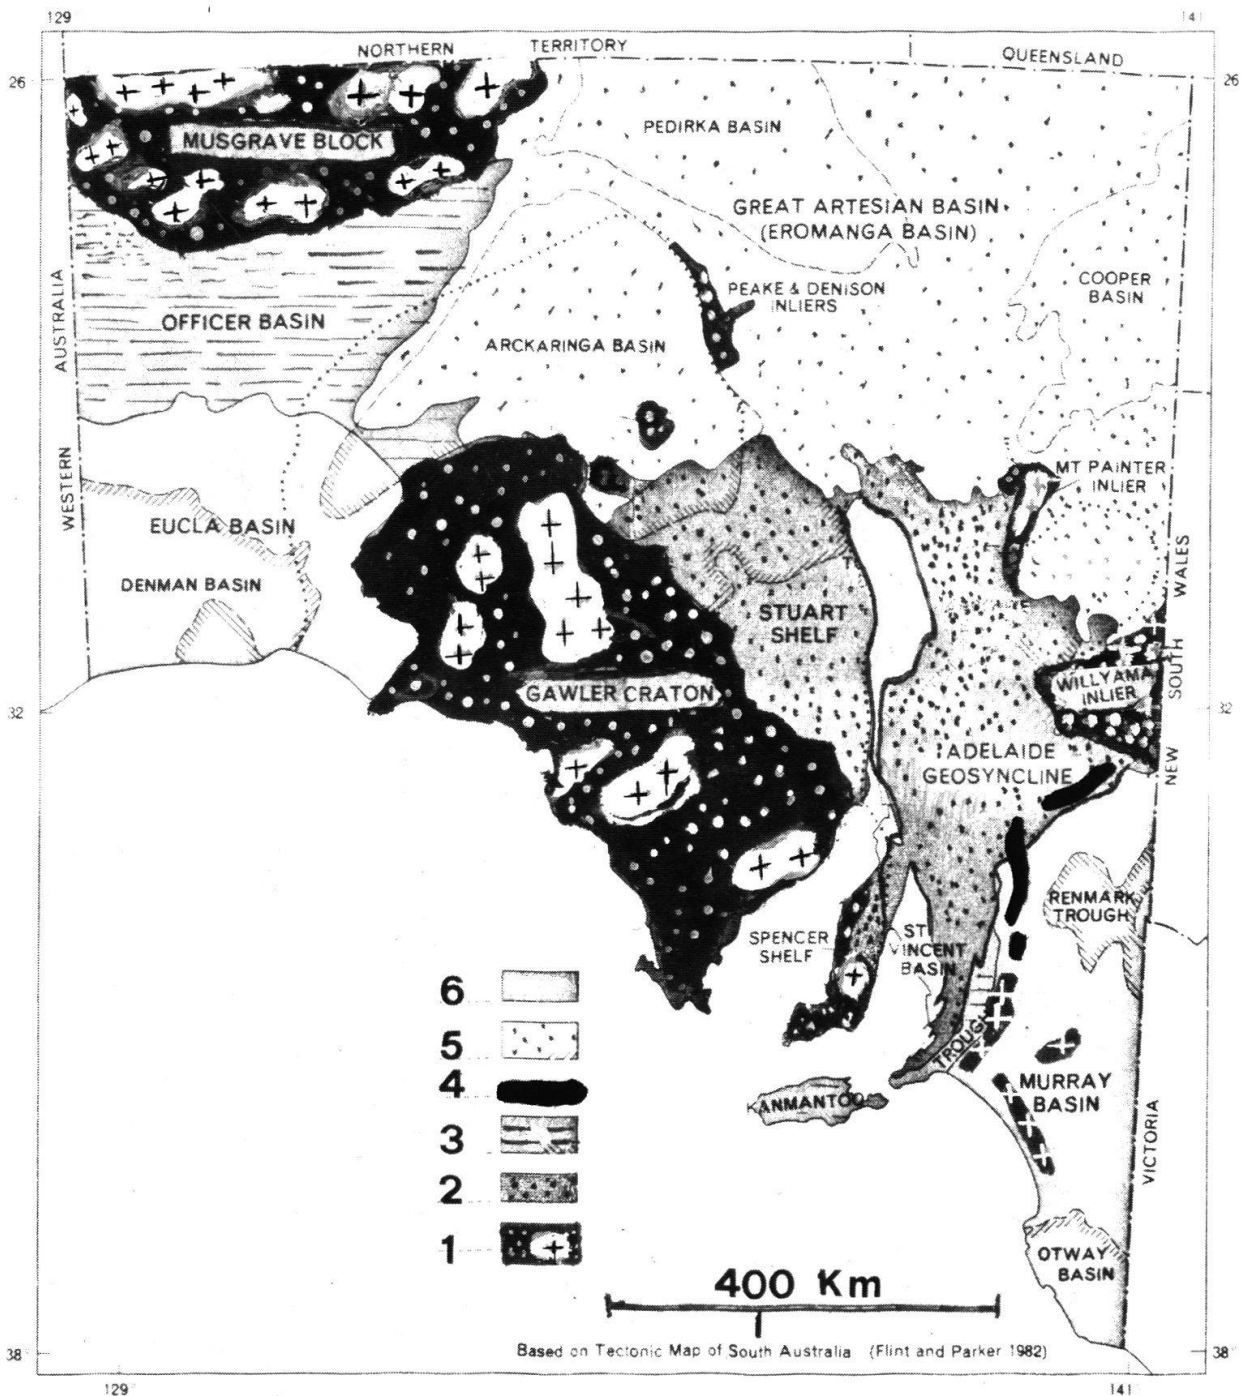 129
141
NORTHERN
TERRITORY
QUEENSLAND
26
26
MUSGRAVE BLOCK
PEDIRKA BASIN
GREAT ARTESIAN BASIN
(EROMANGA BASIN)
COOPER
BASIN
PEAKE & DENISON
INLIERS
OFFICER BASIN
ARCKARINGA BASIN
WESTERN AUSTRALIA
MT PAINTER
INLIER
EUCLA BASIN
DENMAN BASIN
STUART
SHELF
NEW SOUTH WALES
GAWLER CRATON
WILLYAMA
INLIER
32
32
ADELAIDE
GEOSYNCLINE
RENMARK
TROUGH
SPENCER
SHELF
ST
VINCENT
BASIN
6
5
4
3
2
1
TROUGH
KANMANTOO
MURRAY
BASIN
VICTORIA
OTWAY
BASIN
400 Km
Based on Tectonic Map of South Australia (Flint and Parker 1982)
38°
38°
129°
141°